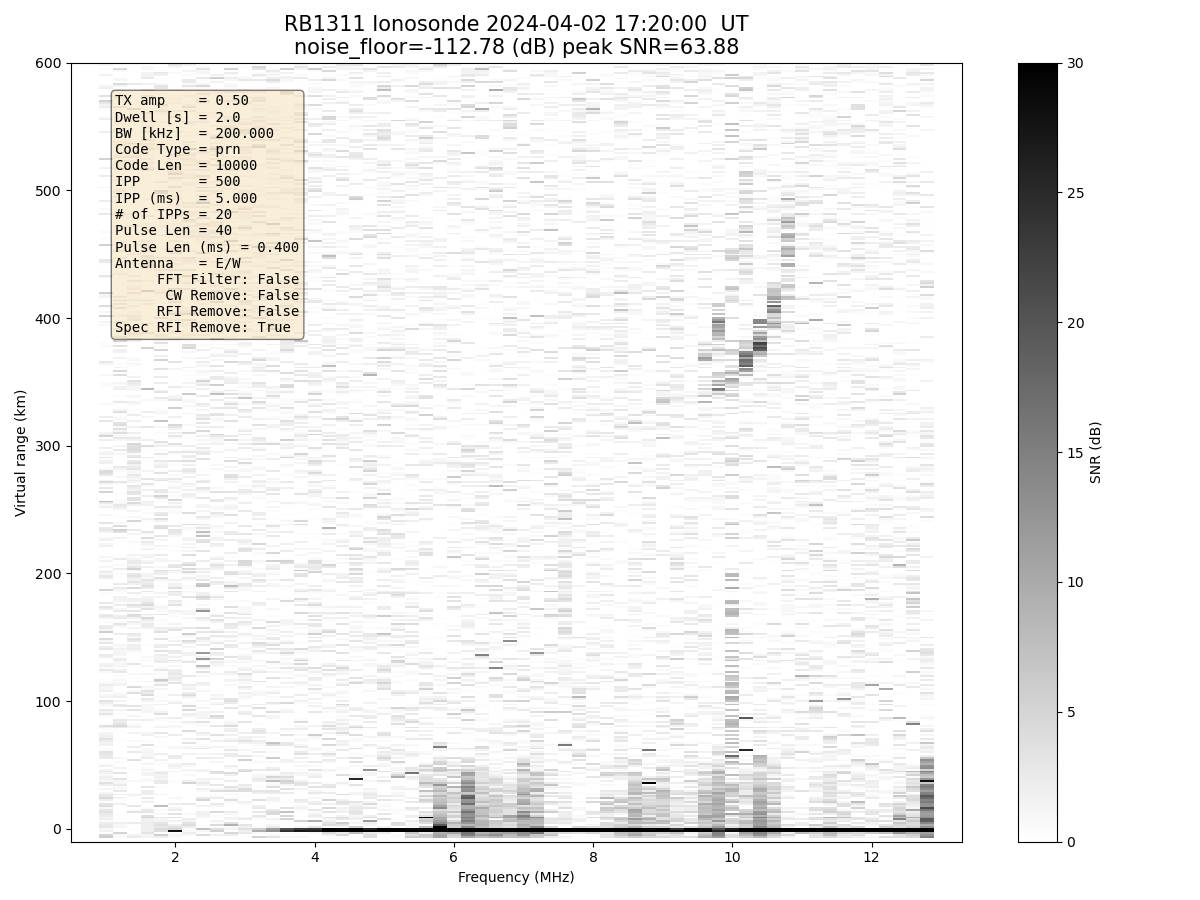 RB1311 Ionosonde 2024-04-02 17:20:00  UT
noise_floor=-112.78 (dB) peak SNR=63.88
TX amp    = 0.50
Dwell [s] = 2.0
BW [kHz]  = 200.000
Code Type = prn
Code Len  = 10000
IPP       = 500
IPP (ms)  = 5.000
# of IPPs = 20
Pulse Len = 40
Pulse Len (ms) = 0.400
Antenna   = E/W
FFT Filter: False
CW Remove: False
RFI Remove: False
Spec RFI Remove: True
600
500
400
300
200
100
0
Virtual range (km)
2 4 6 8 10 12
Frequency (MHz)
30
25
20
15
10
5
0
SNR (dB)